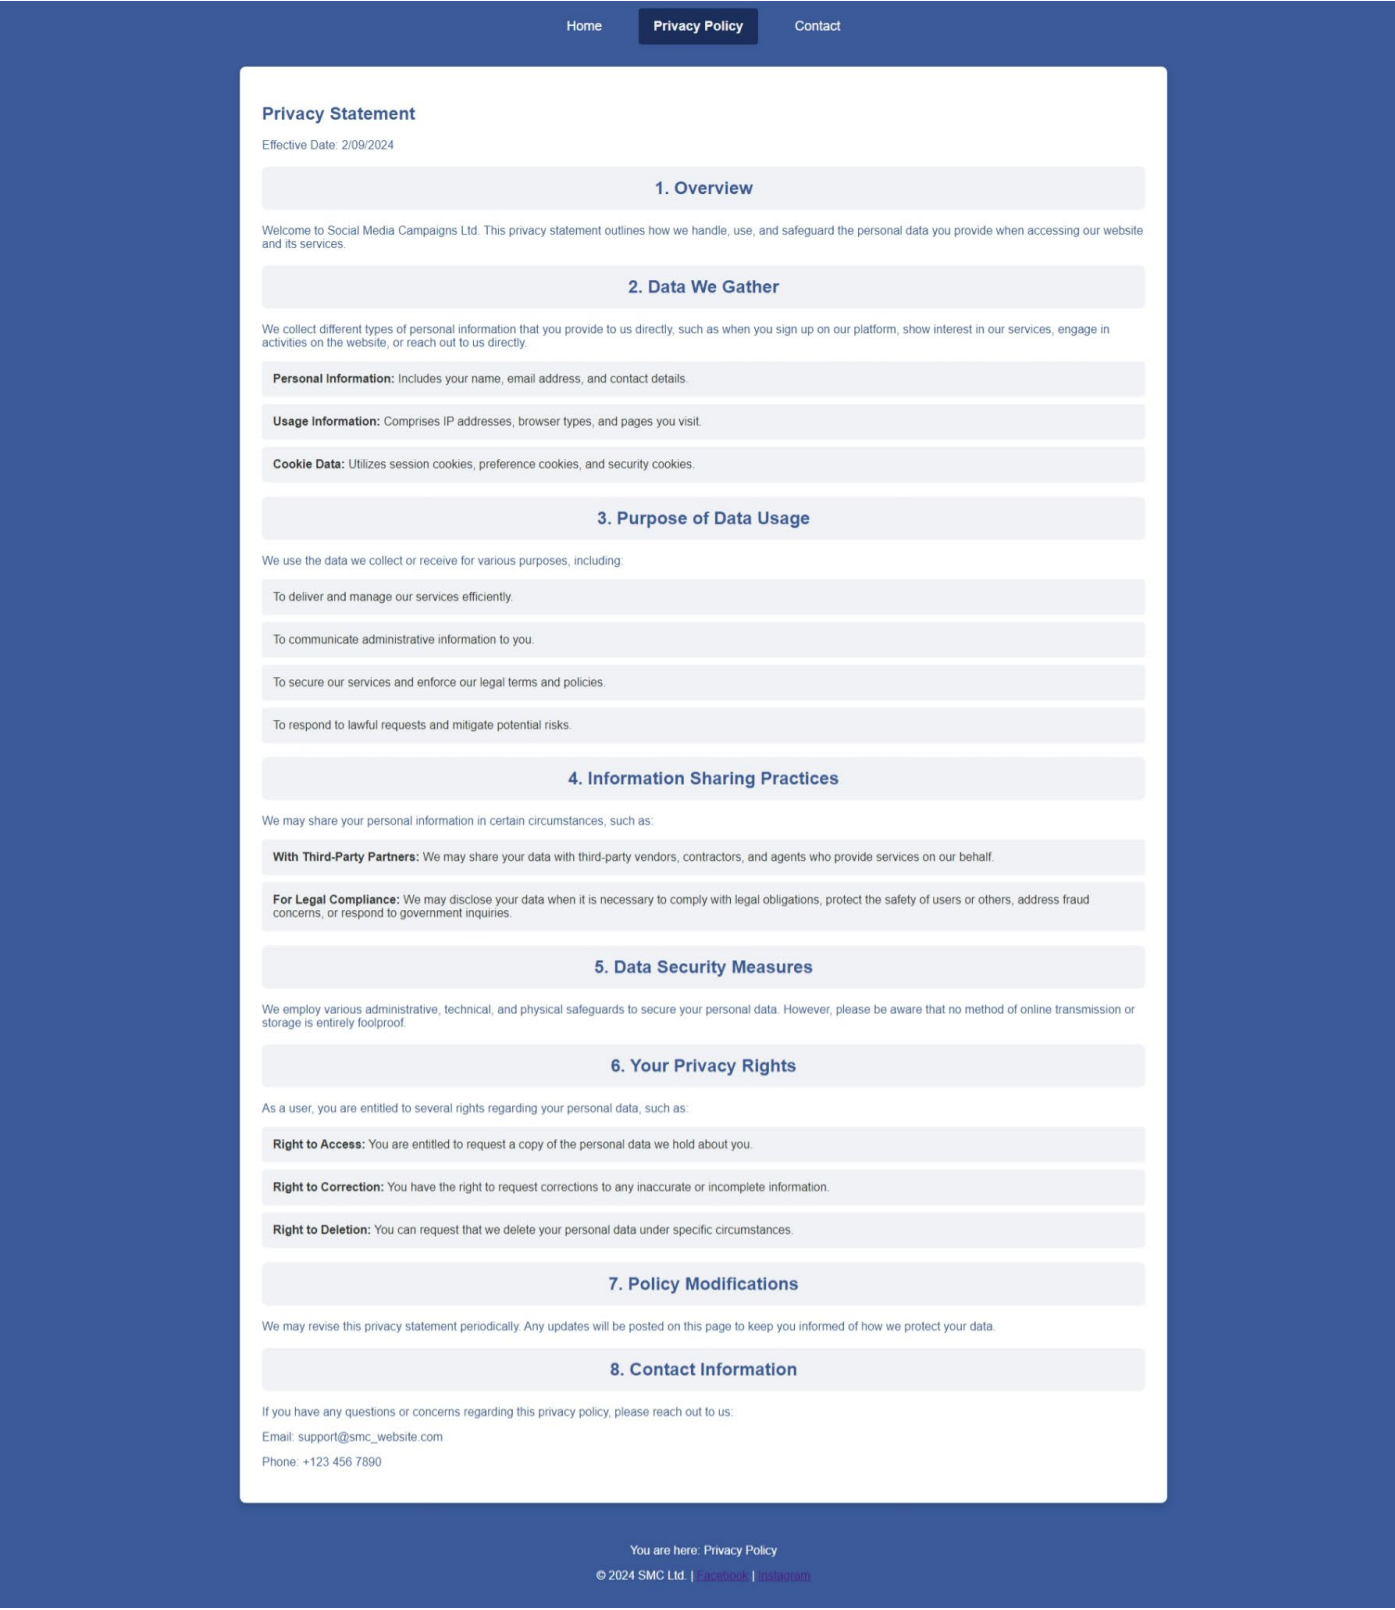 Home Privacy Policy Contact
Privacy Statement
Effective Date: 2/09/2024
1. Overview
Welcome to Social Media Campaigns Ltd. This privacy statement outlines how we handle, use, and safeguard the personal data you provide when accessing our website
and its services.
2. Data We Gather
We collect different types of personal information that you provide to us directly, such as when you sign up on our platform, show interest in our services, engage in
activities on the website, or reach out to us directly.
Personal Information: Includes your name, email address, and contact details.
Usage Information: Comprises IP addresses, browser types, and pages you visit.
Cookie Data: Utilizes session cookies, preference cookies, and security cookies.
3. Purpose of Data Usage
We use the data we collect or receive for various purposes, including:
To deliver and manage our services efficiently.
To communicate administrative information to you.
To secure our services and enforce our legal terms and policies.
To respond to lawful requests and mitigate potential risks.
4. Information Sharing Practices
We may share your personal information in certain circumstances, such as:
With Third-Party Partners: We may share your data with third-party vendors, contractors, and agents who provide services on our behalf.
For Legal Compliance: We may disclose your data when it is necessary to comply with legal obligations, protect the safety of users or others, address fraud
concerns, or respond to government inquiries.
5. Data Security Measures
We employ various administrative, technical, and physical safeguards to secure your personal data. However, please be aware that no method of online transmission or
storage is entirely foolproof.
6. Your Privacy Rights
As a user, you are entitled to several rights regarding your personal data, such as:
Right to Access: You are entitled to request a copy of the personal data we hold about you.
Right to Correction: You have the right to request corrections to any inaccurate or incomplete information.
Right to Deletion: You can request that we delete your personal data under specific circumstances.
7. Policy Modifications
We may revise this privacy statement periodically. Any updates will be posted on this page to keep you informed of how we protect your data.
8. Contact Information
If you have any questions or concerns regarding this privacy policy, please reach out to us:
Email: support@smc_website.com
Phone: +123 456 7890
You are here: Privacy Policy
© 2024 SMC Ltd. | Facebook | Instagram